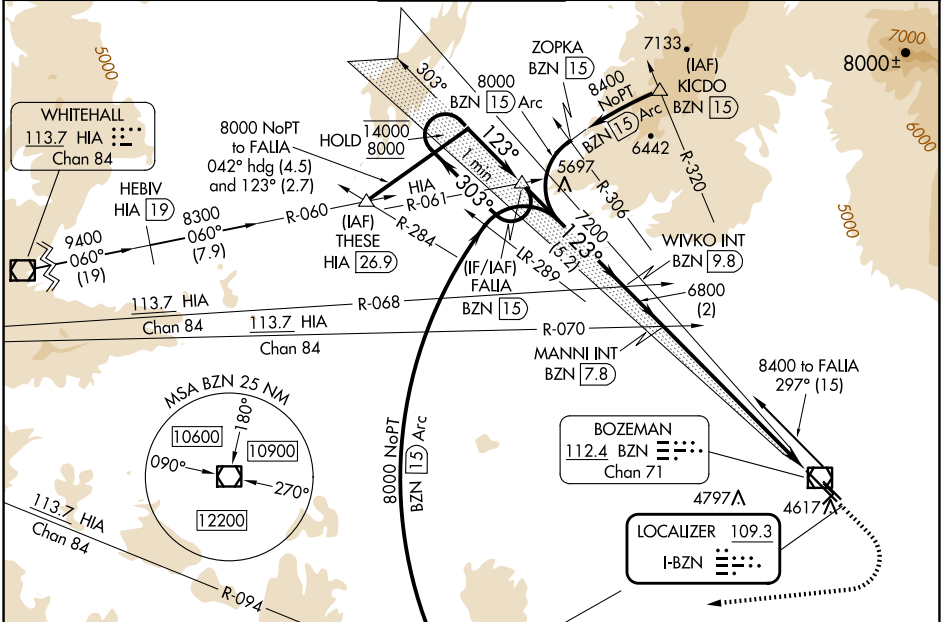 5000
WHITEHALL
113.7 HIA
Chan 84
HEBIV
HIA 19
9400
060°
(19)
8300
060°
(7.9)
R-060
8000 NoPT
to FALIA
042° hdg (4.5)
and 123° (2.7)
HOLD
14000
8000
303°
1 min
123°
303°
HIA
R-061
(IAF)
THESE
HIA 26.9
R-284
LR-289
(IF/IAF)
FALIA
BZN 15
8000
BZN 15 Arc
ZOPKA
BZN 15
8400
NoPT
BZN 15 Arc
7133
(IAF)
KICDO
BZN 15
7000
8000±
6000
6442
5697
R-320
R-306
5000
7200
123°
(5.2)
WIVKO INT
BZN 9.8
6800
(2)
113.7 HIA
Chan 84
R-068
113.7 HIA
Chan 84
R-070
MANNI INT
BZN 7.8
8400 to FALIA
297° (15)
MSA BZN 25 NM
180°
10600
10900
090°
270°
12200
8000 NoPT
BZN 15 Arc
BOZEMAN
112.4 BZN
Chan 71
4797
4617
LOCALIZER 109.3
I-BZN
113.7 HIA
Chan 84
R-094